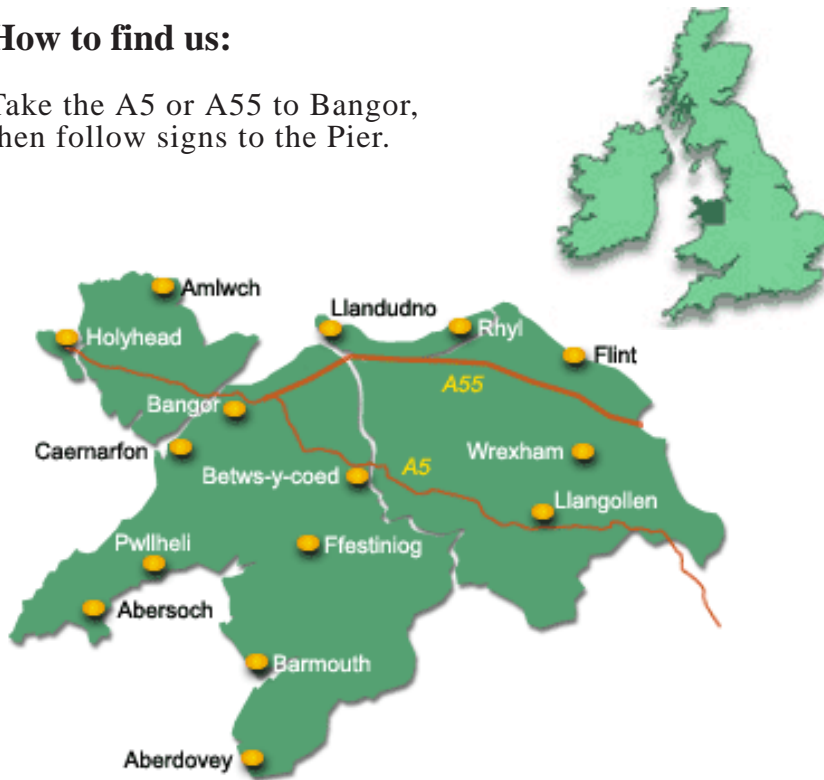 How to find us:
Take the A5 or A55 to Bangor,
then follow signs to the Pier.
Amlwch
Llandudno
Holyhead
Rhyl
Flint
A55
Bangor
Caernarfon
Wrexham
A5
Betws-y-coed
Llangollen
Pwllheli
Ffestiniog
Abersoch
Barmouth
Aberdovey